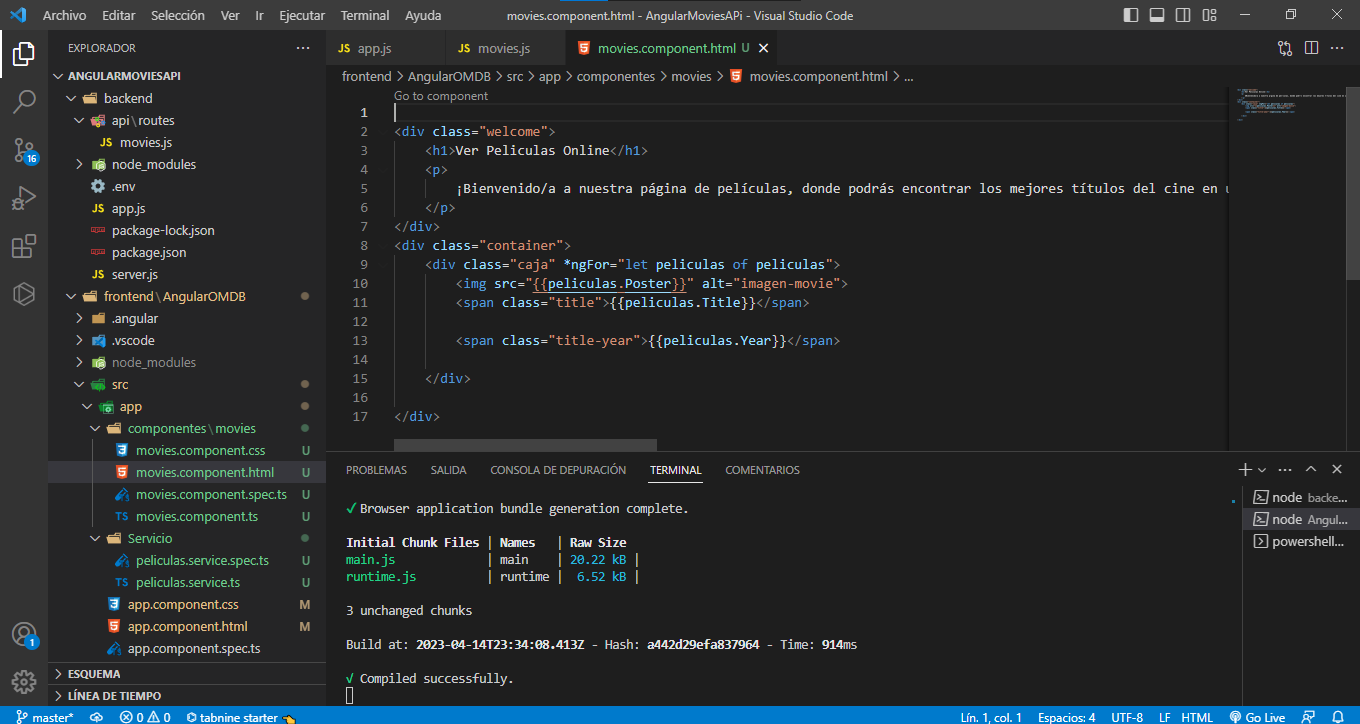 Archivo Editar Selección Ver Ir Ejecutar Terminal Ayuda
movies.component.html - AngularMoviesAPi - Visual Studio Code
EXPLORADOR
ANGULARMOVIESAPI
backend
api\routes
JS movies.js
node_modules
.env
JS app.js
package-lock.json
package.json
JS server.js
frontend\AngularOMDB
.angular
.vscode
node_modules
src
app
componentes\movies
movies.component.css U
movies.component.html U
movies.component.spec.ts U
TS movies.component.ts U
Servicio
peliculas.service.spec.ts U
TS peliculas.service.ts U
app.component.css M
app.component.html M
app.component.spec.ts
ESQUEMA
LÍNEA DE TIEMPO
16
1
JS app.js
JS movies.js
movies.component.html U
frontend > AngularOMDB > src > app > componentes > movies > movies.component.html > ...
Go to component
1
2 <div class="welcome">
3 <h1>Ver Peliculas Online</h1>
4 <p>
5 ¡Bienvenido/a a nuestra página de películas, donde podrás encontrar los mejores títulos del cine en
6 </p>
7 </div>
8 <div class="container">
9 <div class="caja" *ngFor="let peliculas of peliculas">
10 <img src="{{peliculas.Poster}}" alt="imagen-movie">
11 <span class="title">{{peliculas.Title}}</span>
12
13 <span class="title-year">{{peliculas.Year}}</span>
14
15 </div>
16
17 </div>
PROBLEMAS SALIDA CONSOLA DE DEPURACIÓN TERMINAL COMENTARIOS
√ Browser application bundle generation complete.
Initial Chunk Files | Names | Raw Size
main.js | main | 20.22 kB |
runtime.js | runtime | 6.52 kB |
3 unchanged chunks
Build at: 2023-04-14T23:34:08.413Z - Hash: a442d29efa837964 - Time: 914ms
√ Compiled successfully.
node backe...
node Angul...
powershell...
master* 0 0 tabnine starter
Lín. 1, col. 1 Espacios: 4 UTF-8 LF HTML Go Live